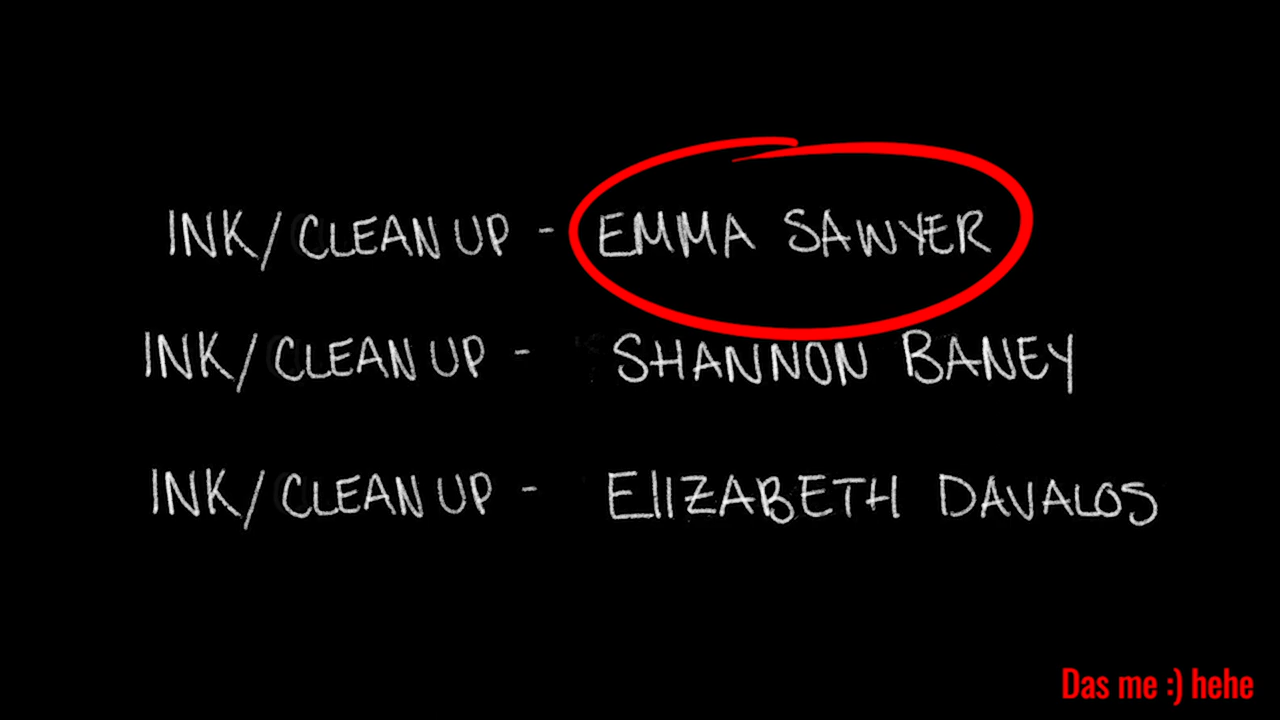 INK/CLEAN UP - EMMA SAWYER
INK/CLEAN UP - SHANNON BANEY
INK/CLEAN UP - ElIZABETH DAVALOS
Das me :) hehe